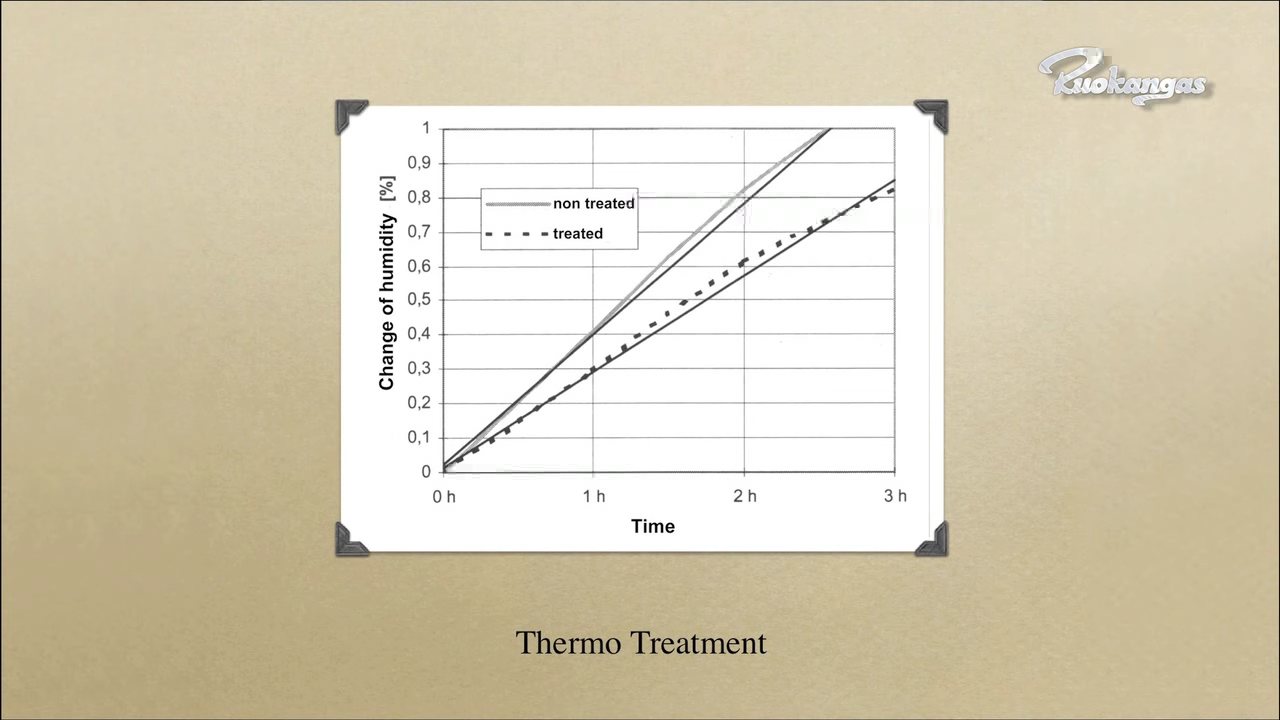 Ruokangas
1
0,9
0,8
0,7
0,6
0,5
0,4
0,3
0,2
0,1
0
Change of humidity [%]
non treated
treated
0 h 1 h 2 h 3 h
Time
Thermo Treatment